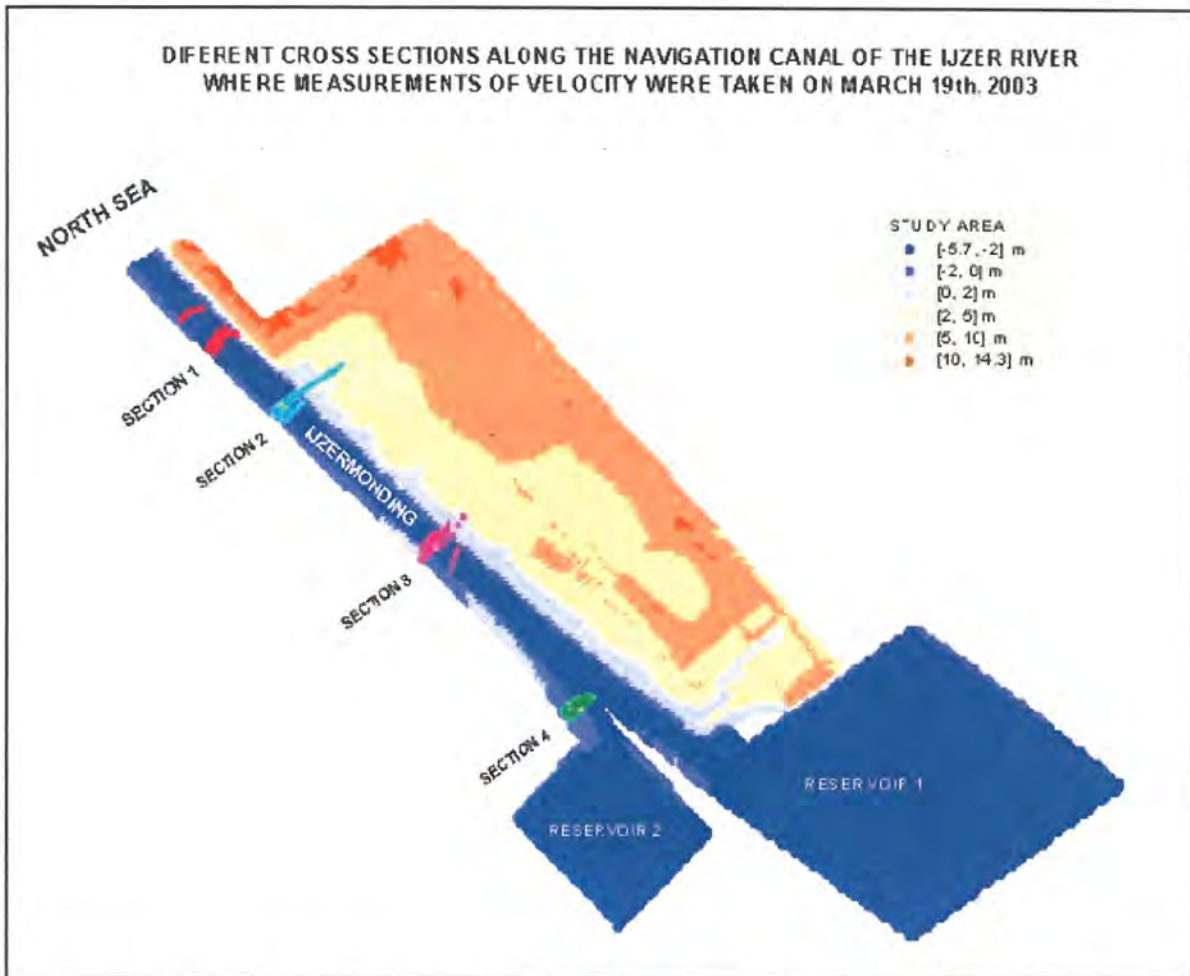 DIFERENT CROSS SECTIONS ALONG THE NAVIGATION CANAL OF THE IJZER RIVER
WHERE MEASUREMENTS OF VELOCITY WERE TAKEN ON MARCH 19th. 2003
NORTH SEA
STUDY AREA
[-5.7, -2] m
[-2, 0] m
[0, 2] m
[2, 5] m
[5, 10] m
[10, 14.3] m
SECTION 1
SECTION 2
IJZERMONDING
SECTION 3
SECTION 4
RESERVOIR 1
RESERVOIR 2